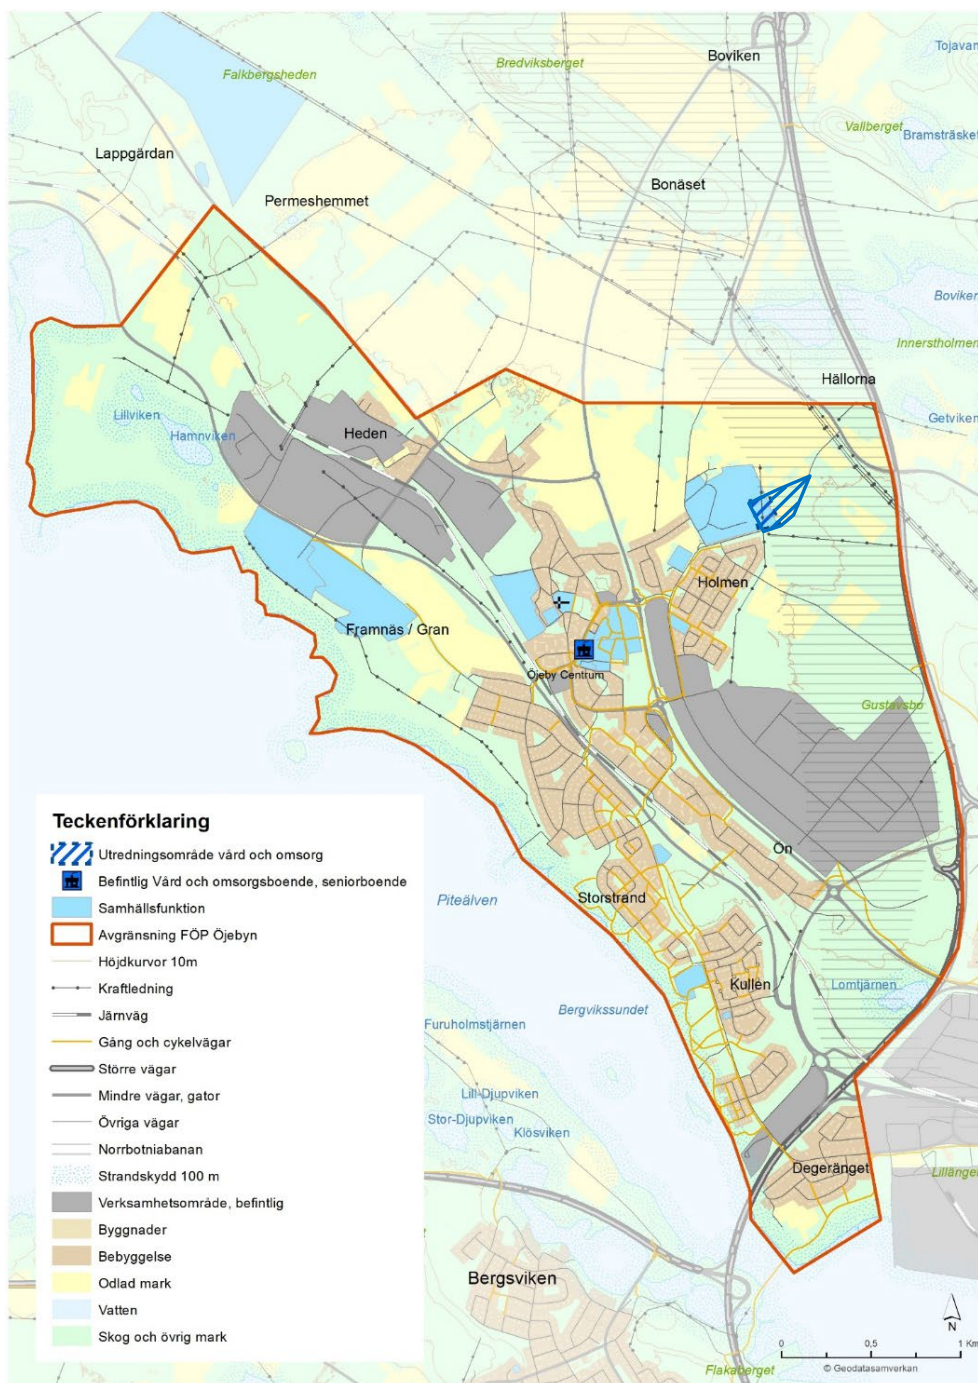 Boviken
Tojavan
Bredviksberget
Falkbergsheden
Vallberget
Bramsträsket
Lappgärdan
Bonäset
Permeshemmet
Boviken
Innerstholmen
Hällorna
Lillviken
Getviken
Hamnviken
Heden
Holmen
Framnäs / Gran
Öjeby Centrum
Gustavsbo
Teckenförklaring
Utredningsområde vård och omsorg
Befintlig Vård och omsorgsboende, seniorboende
Samhällsfunktion
Avgränsning FÖP Öjebyn
Höjdkurvor 10m
Kraftledning
Järnväg
Gång och cykelvägar
Större vägar
Mindre vägar, gator
Övriga vägar
Norrbotniabanan
Strandskydd 100 m
Verksamhetsområde, befintlig
Byggnader
Bebyggelse
Odlad mark
Vatten
Skog och övrig mark
Ön
Piteälven
Storstrand
Kullen
Lomtjärnen
Bergvikssundet
Furuholmstjärnen
Lill-Djupviken
Stor-Djupviken
Klösviken
Degeränget
Lillänget
Bergsviken
N
0 0,5 1 Km
© Geodatasamverkan
Flakaberget